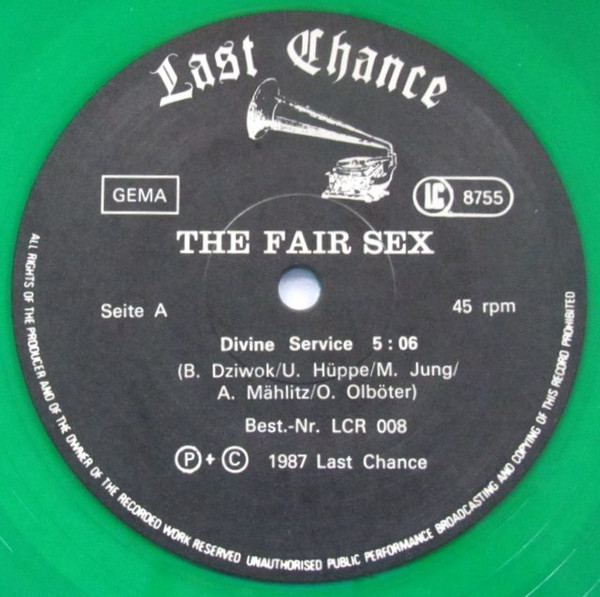 Last Chance
GEMA
LC 8755
THE FAIR SEX
Seite A
45 rpm
Divine Service 5:06
(B. Dziwok/U. Hüppe/M. Jung/
A. Mählitz/O. Olböter)
Best.-Nr. LCR 008
Ⓟ + © 1987 Last Chance
ALL RIGHTS OF THE PRODUCER AND OF THE OWNER OF THE RECORDED WORK RESERVED UNAUTHORISED PUBLIC PERFORMANCE BROADCASTING AND COPYING OF THIS RECORD PROHIBITED